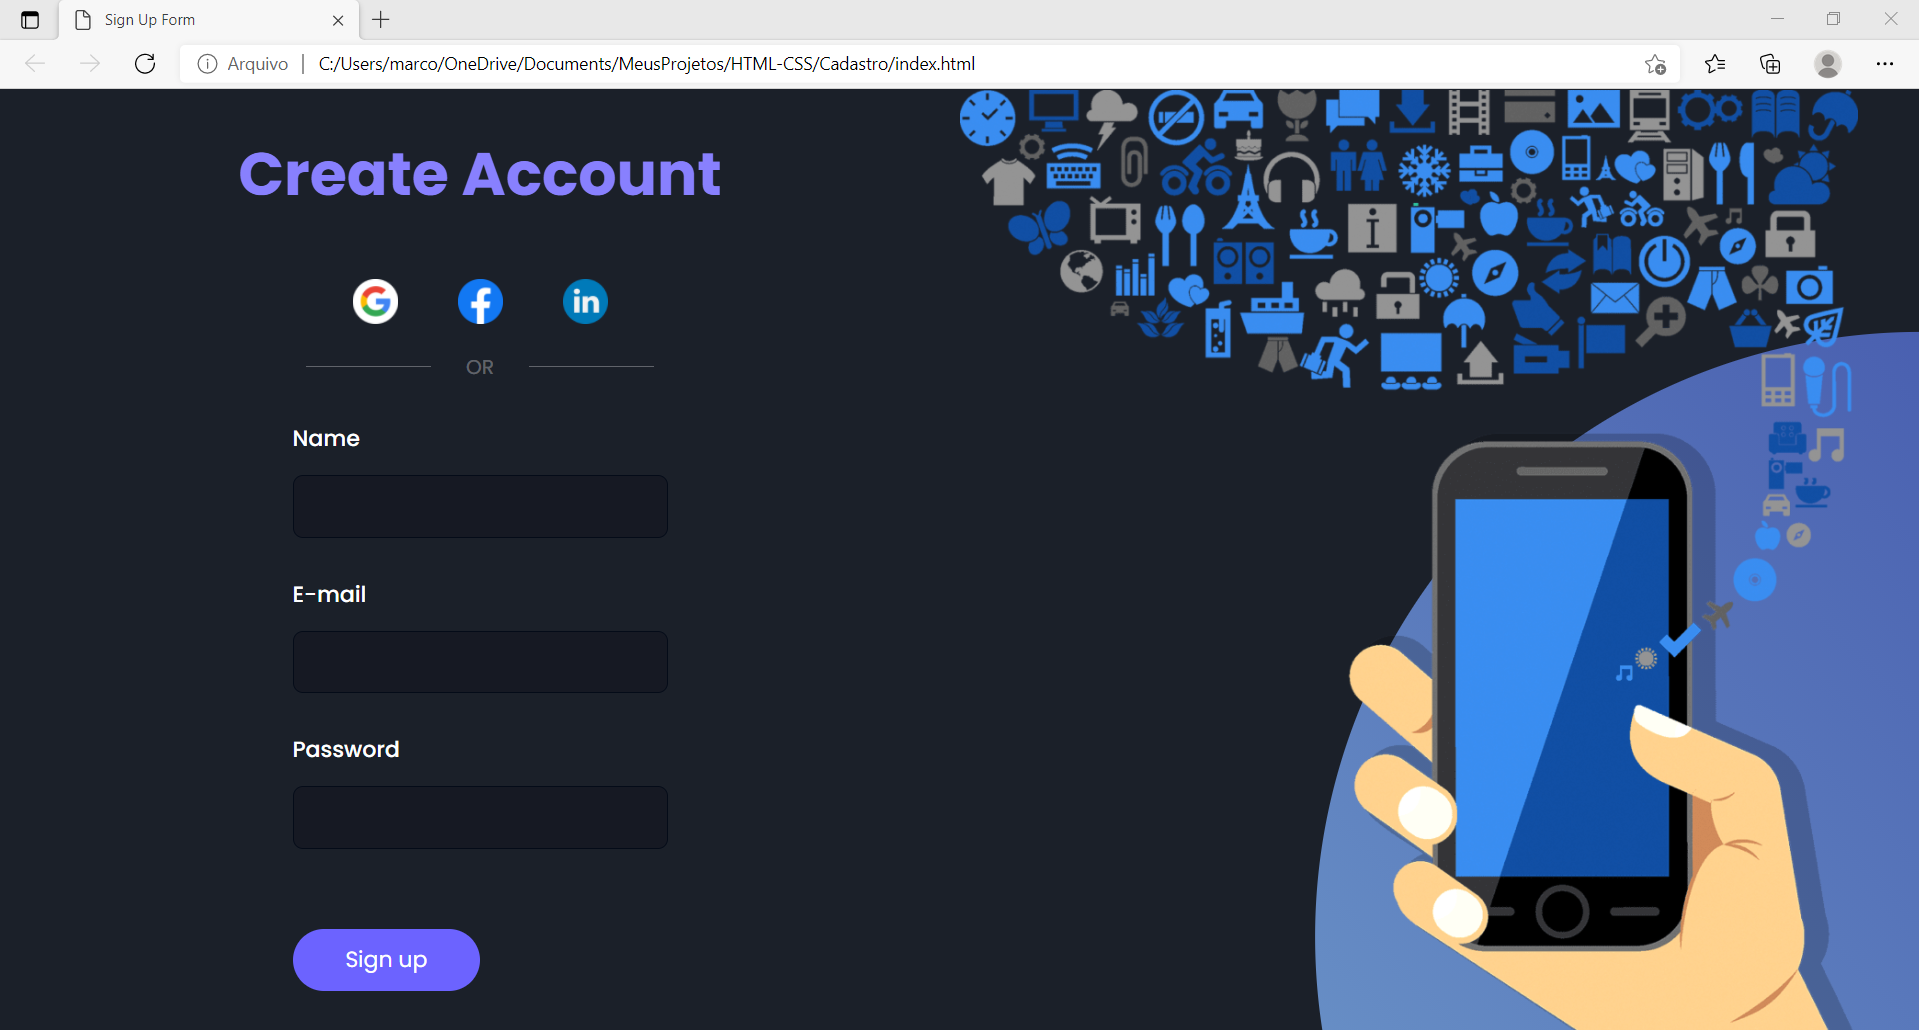 Sign Up Form
Arquivo
C:/Users/marco/OneDrive/Documents/MeusProjetos/HTML-CSS/Cadastro/index.html
Create Account
G f in
OR
Name
E-mail
Password
Sign up